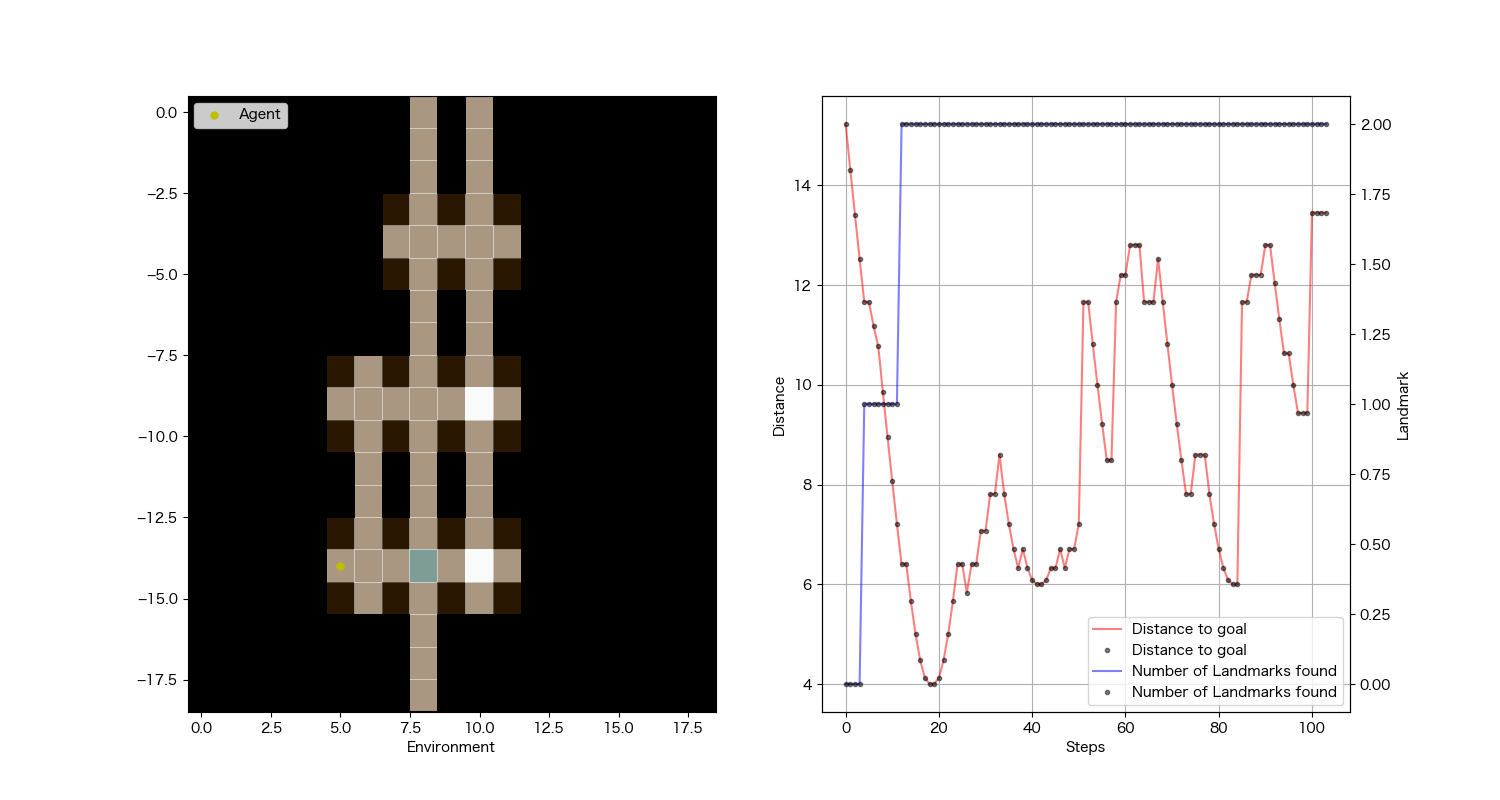 Agent
0.0
−2.5
−5.0
−7.5
−10.0
−12.5
−15.0
−17.5
0.0 2.5 5.0 7.5 10.0 12.5 15.0 17.5
Environment
14
12
10
8
6
4
Distance
0 20 40 60 80 100
Steps
2.00
1.75
1.50
1.25
1.00
0.75
0.50
0.25
0.00
Landmark
Distance to goal
Distance to goal
Number of Landmarks found
Number of Landmarks found